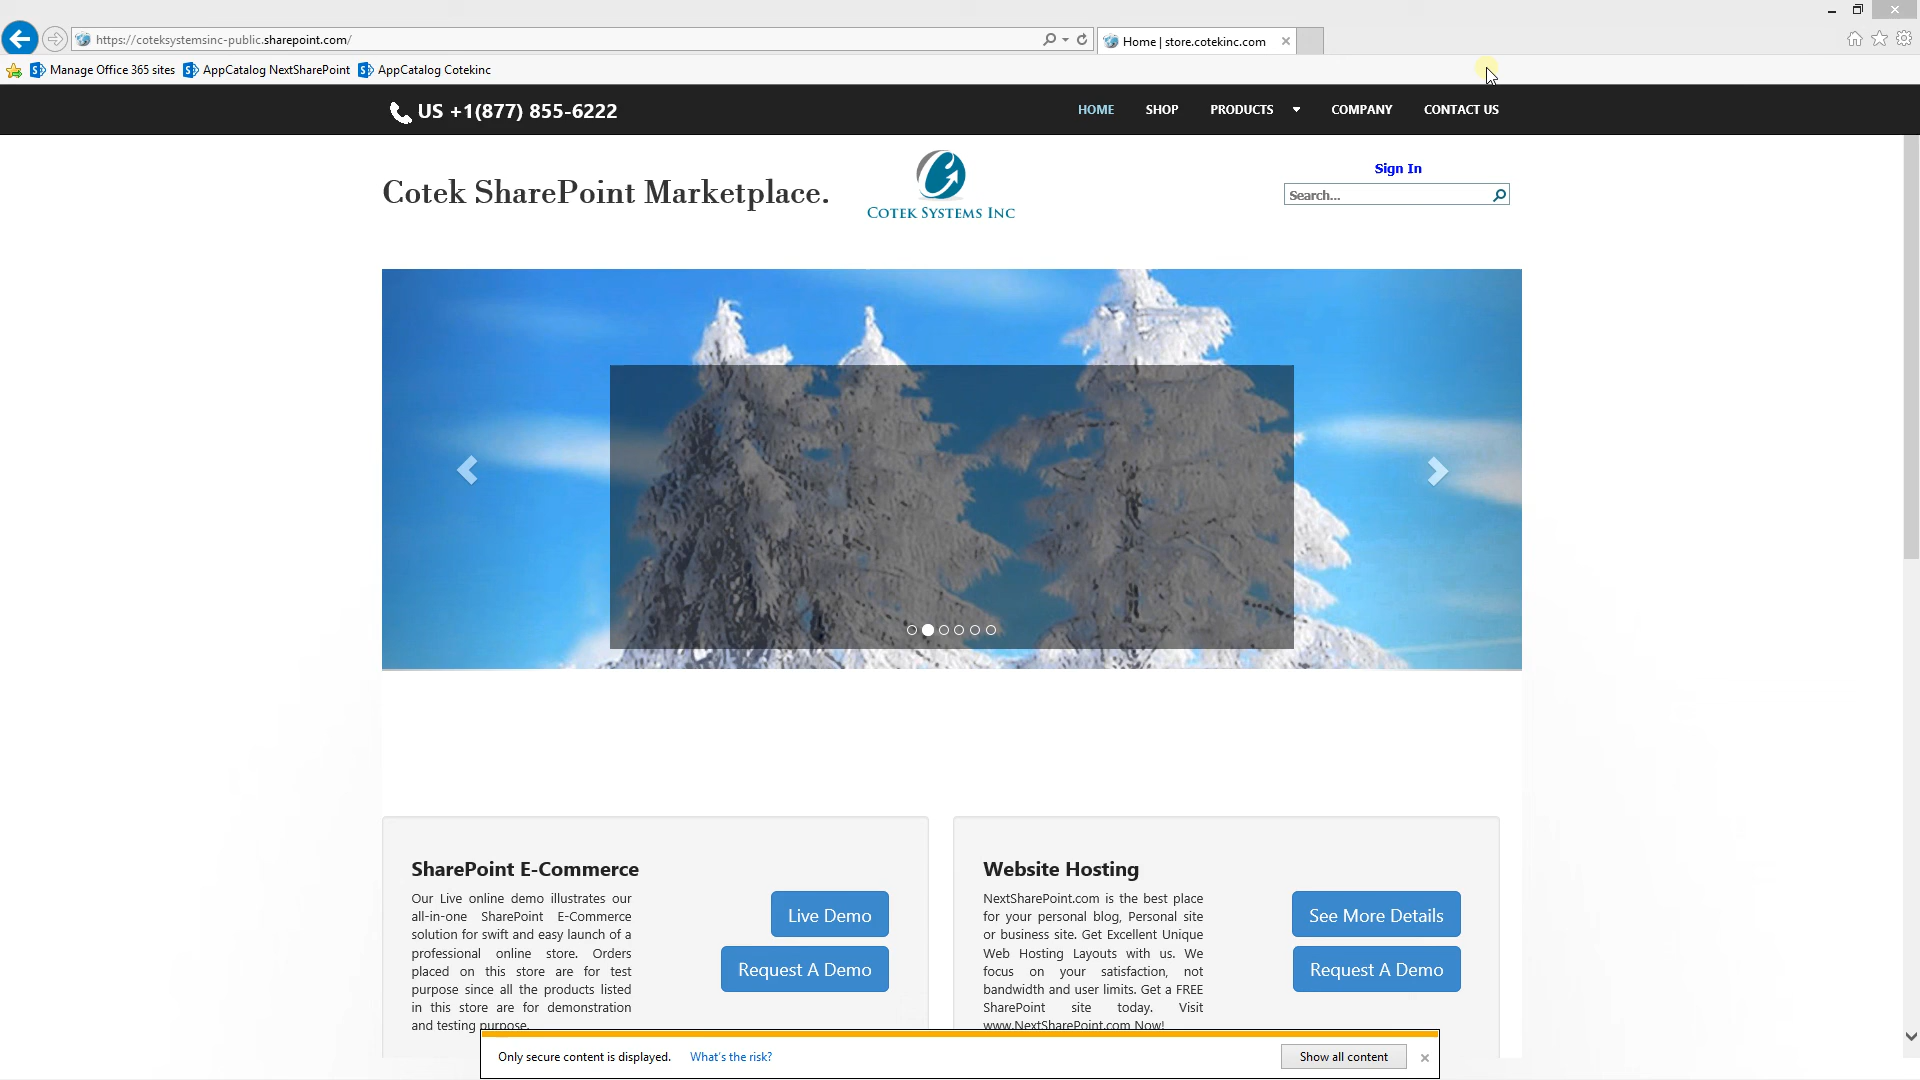 https://coteksystemsinc-public.sharepoint.com/
Home | store.cotekinc.com
Manage Office 365 sites
AppCatalog NextSharePoint
AppCatalog Cotekinc
US +1(877) 855-6222
HOME
SHOP
PRODUCTS
COMPANY
CONTACT US
Cotek SharePoint Marketplace.
COTEK SYSTEMS INC
Sign In
Search...
SharePoint E-Commerce
Our Live online demo illustrates our
all-in-one SharePoint E-Commerce
solution for swift and easy launch of a
professional online store. Orders
placed on this store are for test
purpose since all the products listed
in this store are for demonstration
and testing purpose.
Live Demo
Request A Demo
Website Hosting
NextSharePoint.com is the best place
for your personal blog, Personal site
or business site. Get Excellent Unique
Web Hosting Layouts with us. We
focus on your satisfaction, not
bandwidth and user limits. Get a FREE
SharePoint site today. Visit
www.NextSharePoint.com Now!
See More Details
Request A Demo
Only secure content is displayed.
What's the risk?
Show all content